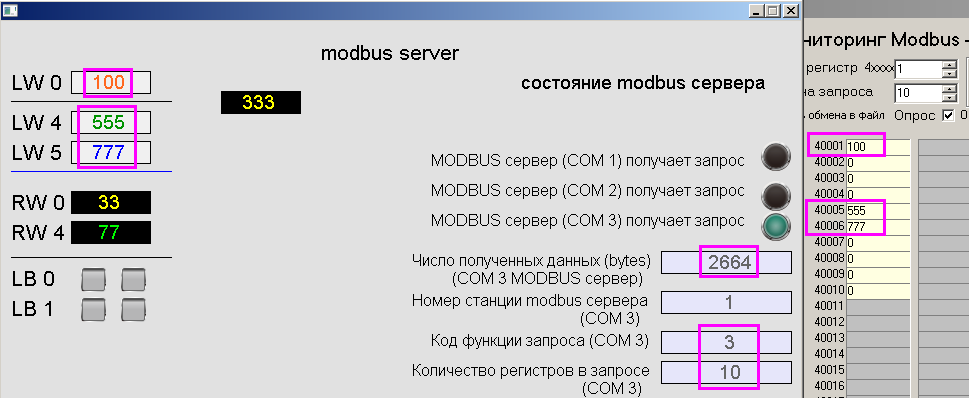 modbus server
состояние modbus сервера
LW 0 100
333
LW 4 555
LW 5 777
RW 0 33
RW 4 77
LB 0
LB 1
MODBUS сервер (COM 1) получает запрос
MODBUS сервер (COM 2) получает запрос
MODBUS сервер (COM 3) получает запрос
Число полученных данных (bytes) 2664
(COM 3 MODBUS сервер)
Номер станции modbus сервера 1
(COM 3)
Код функции запроса (COM 3) 3
Количество регистров в запросе 10
(COM 3)
ниторинг Modbus -
регистр 4xxxx 1
на запроса 10
ь обмена в файл Опрос
40001 100
40002 0
40003 0
40004 0
40005 555
40006 777
40007 0
40008 0
40009 0
40010 0
40011
40012
40013
40014
40015
40016